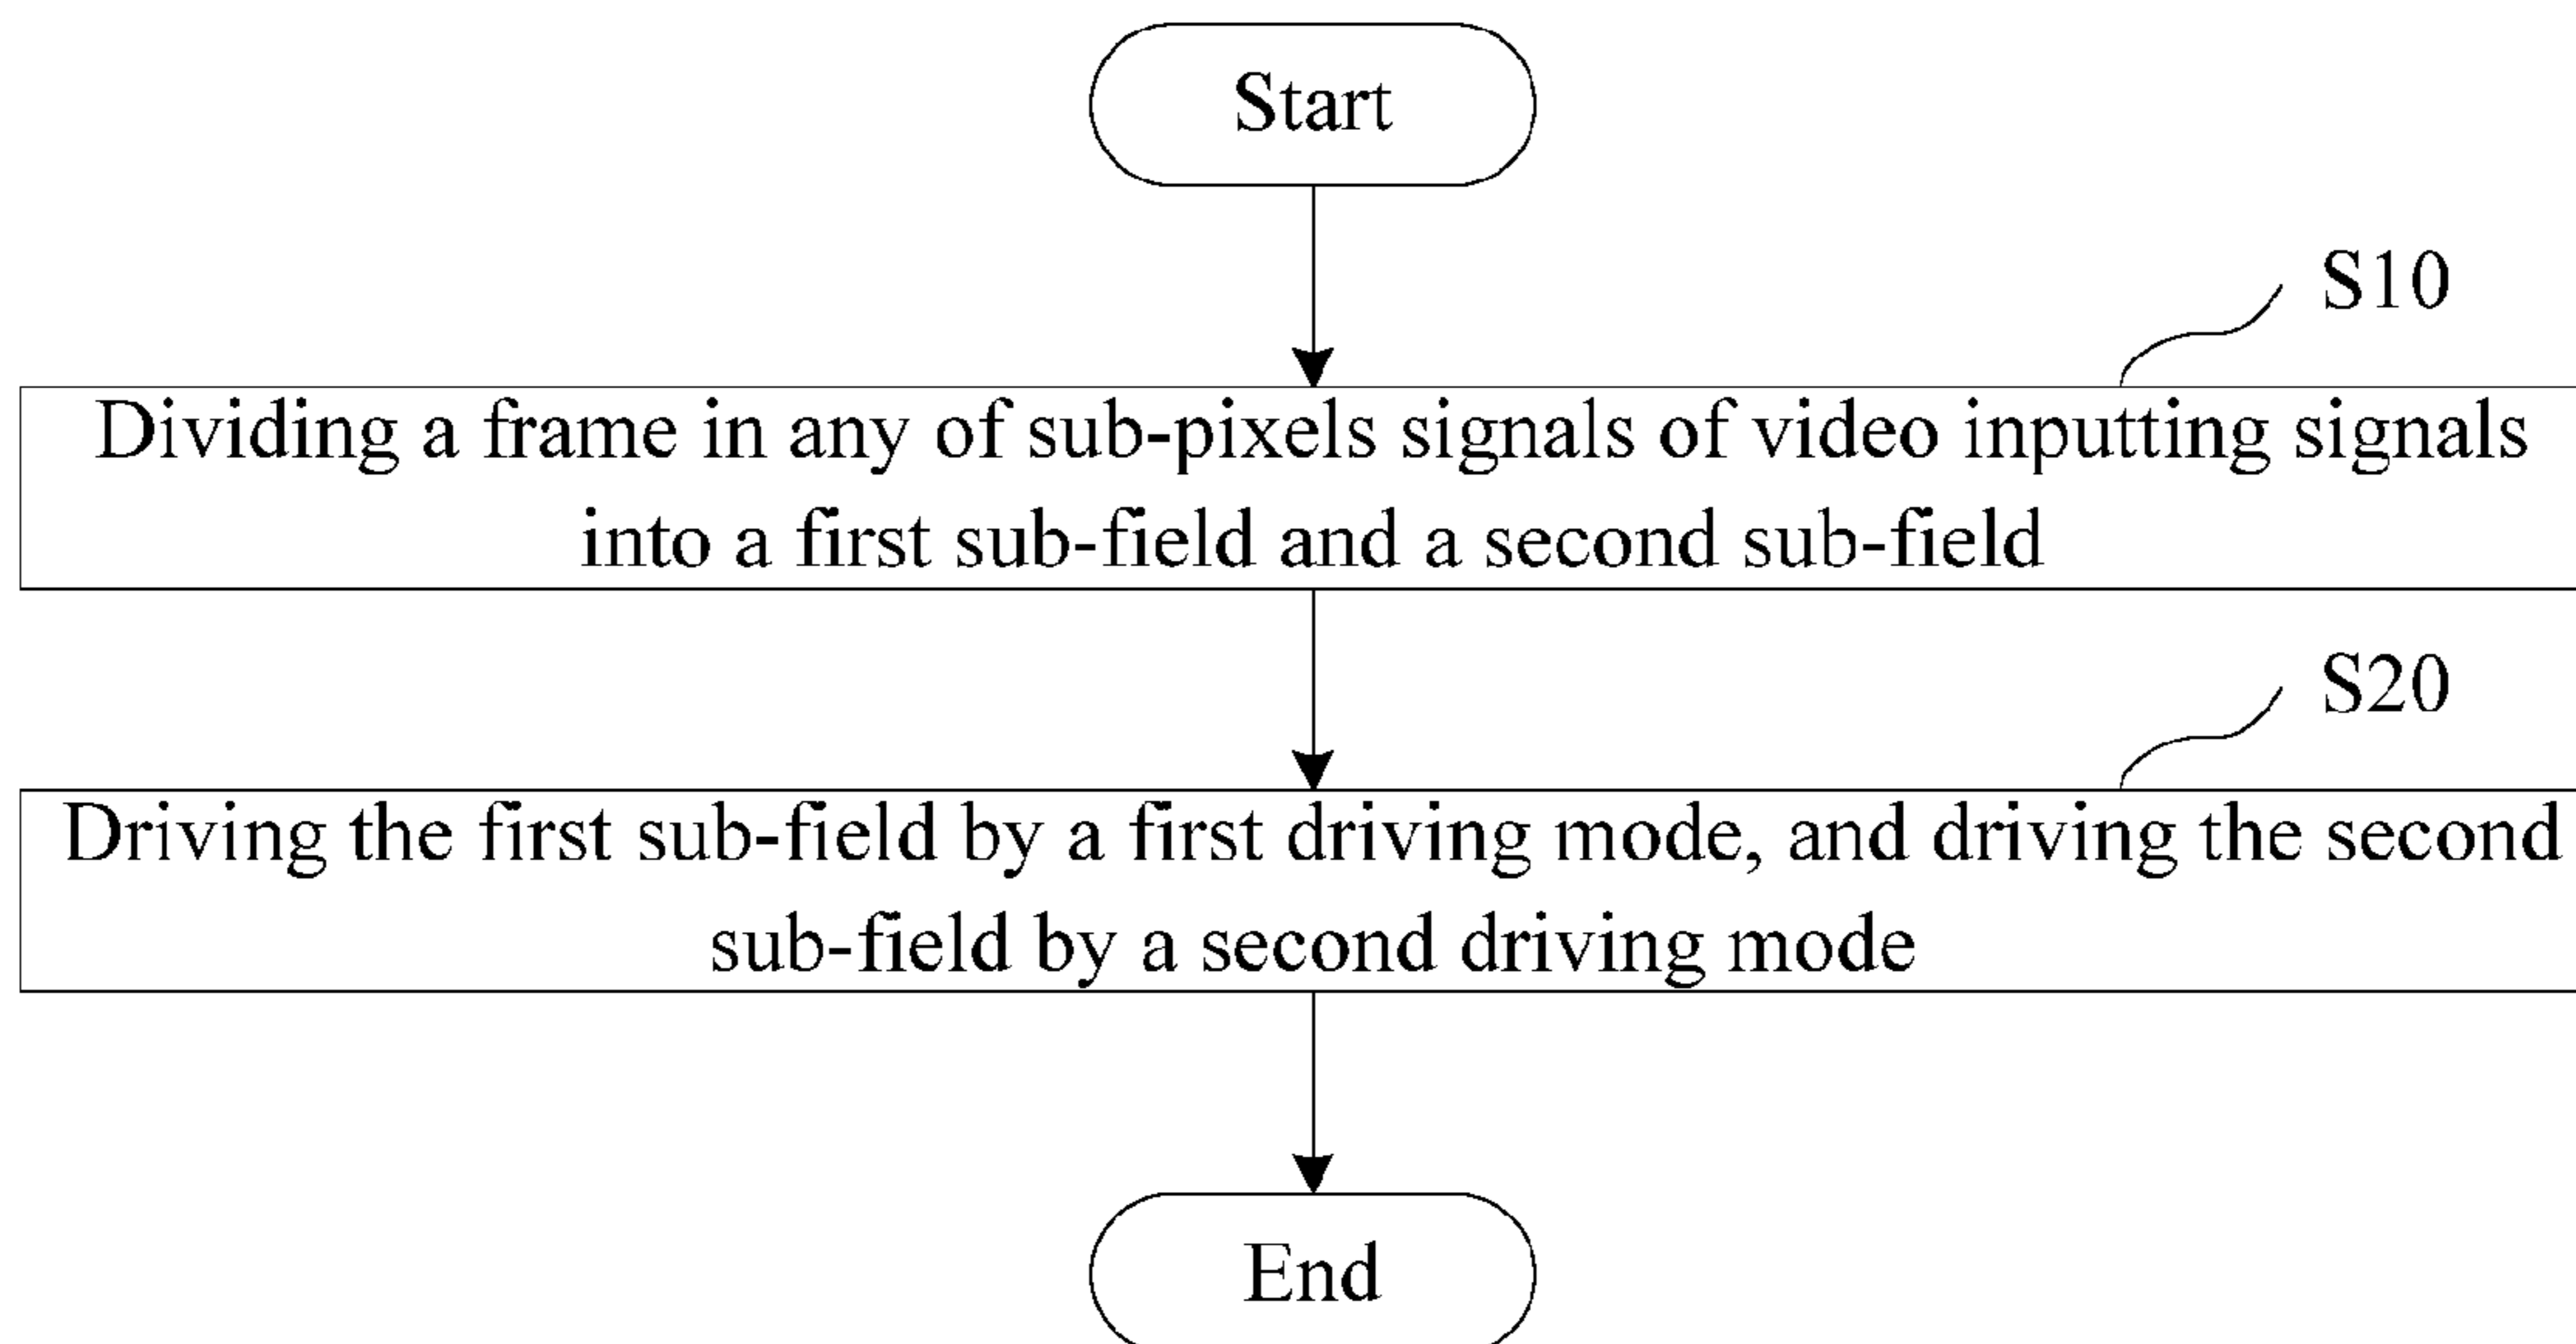 Start
S10
Dividing a frame in any of sub-pixels signals of video inputting signals
into a first sub-field and a second sub-field
S20
Driving the first sub-field by a first driving mode, and driving the second
sub-field by a second driving mode
End